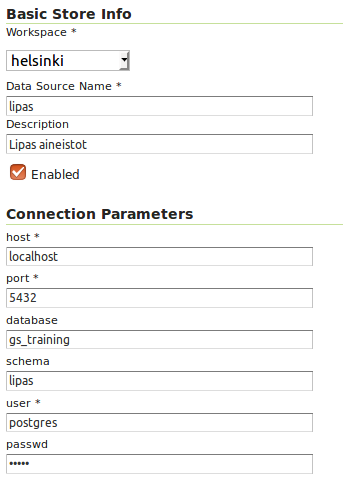 Basic Store Info
Workspace *
helsinki
Data Source Name *
lipas
Description
Lipas aineistot
Enabled
Connection Parameters
host *
localhost
port *
5432
database
gs_training
schema
lipas
user *
postgres
passwd
•••••